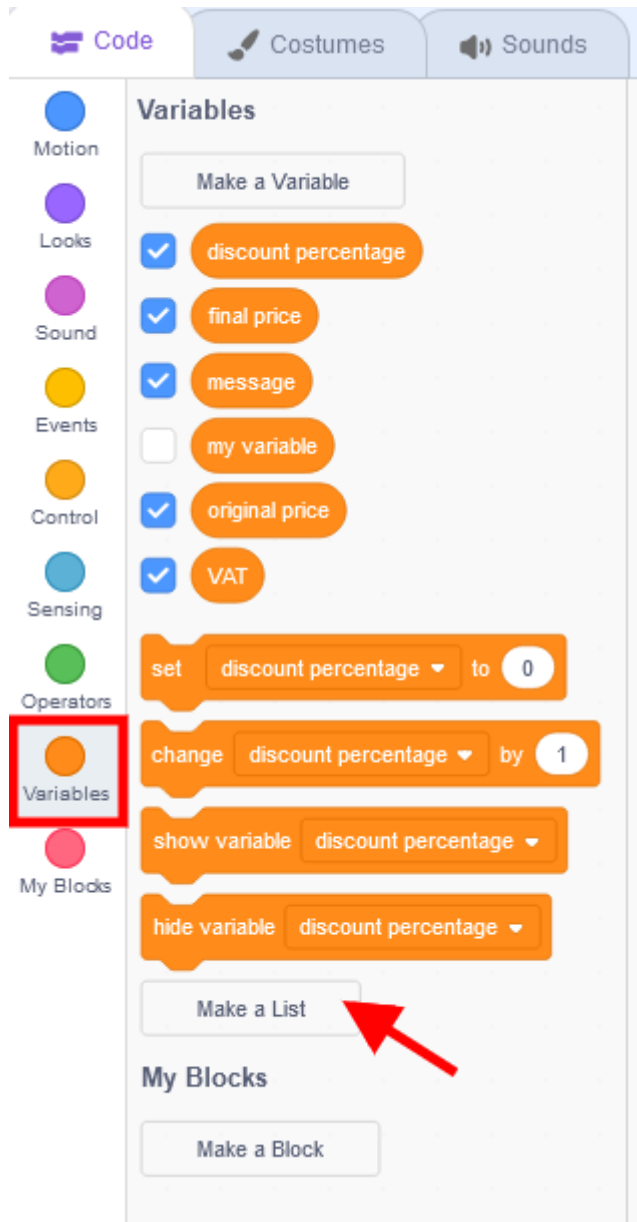 Code Costumes Sounds
Motion
Looks
Sound
Events
Control
Sensing
Operators
Variables
My Blocks
Variables
Make a Variable
discount percentage
final price
message
my variable
original price
VAT
set discount percentage to 0
change discount percentage by 1
show variable discount percentage
hide variable discount percentage
Make a List
My Blocks
Make a Block